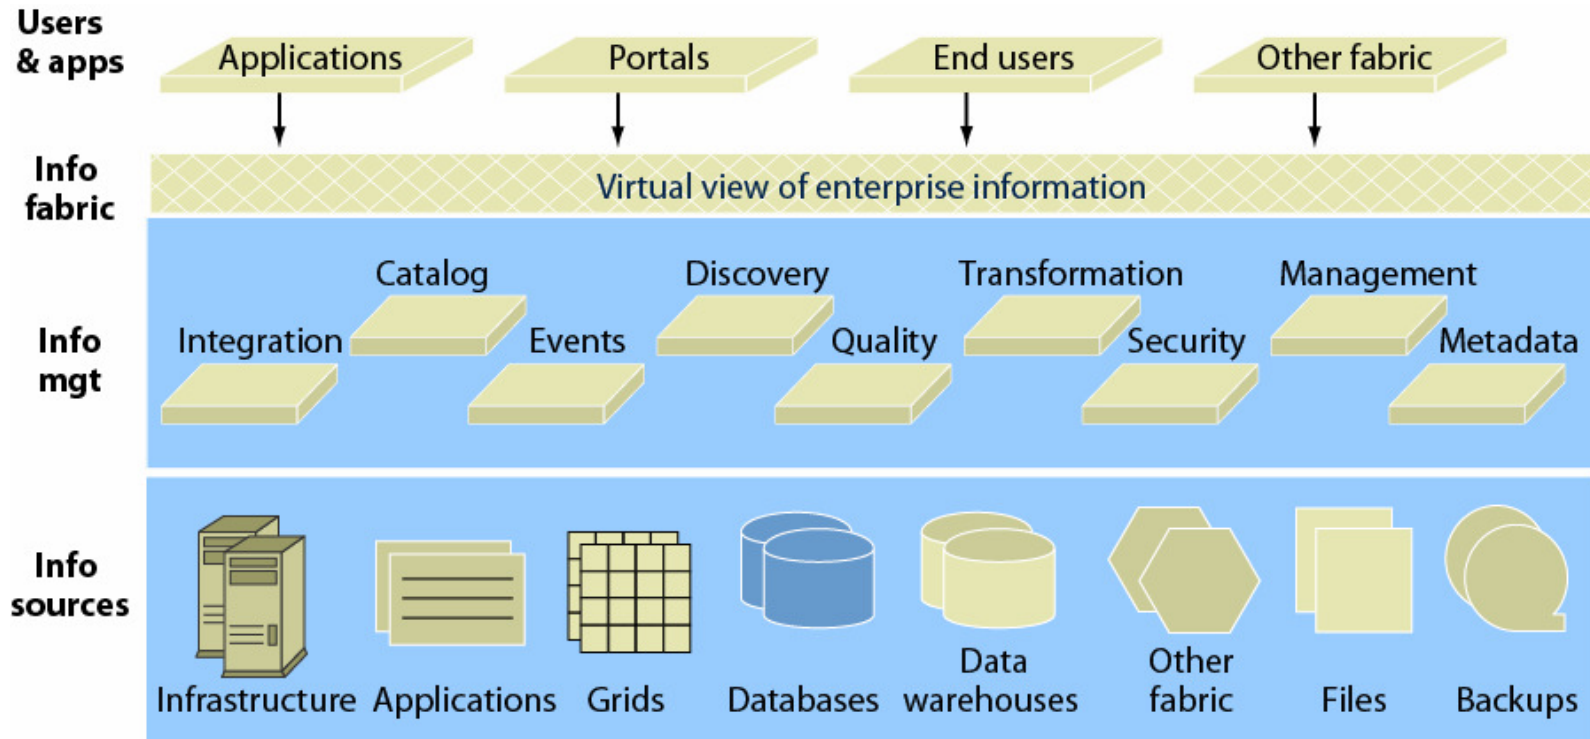 Users
& apps
Applications
Portals
End users
Other fabric
Info
fabric
Virtual view of enterprise information
Info
mgt
Catalog
Discovery
Transformation
Management
Integration
Events
Quality
Security
Metadata
Info
sources
Infrastructure
Applications
Grids
Databases
Data
warehouses
Other
fabric
Files
Backups